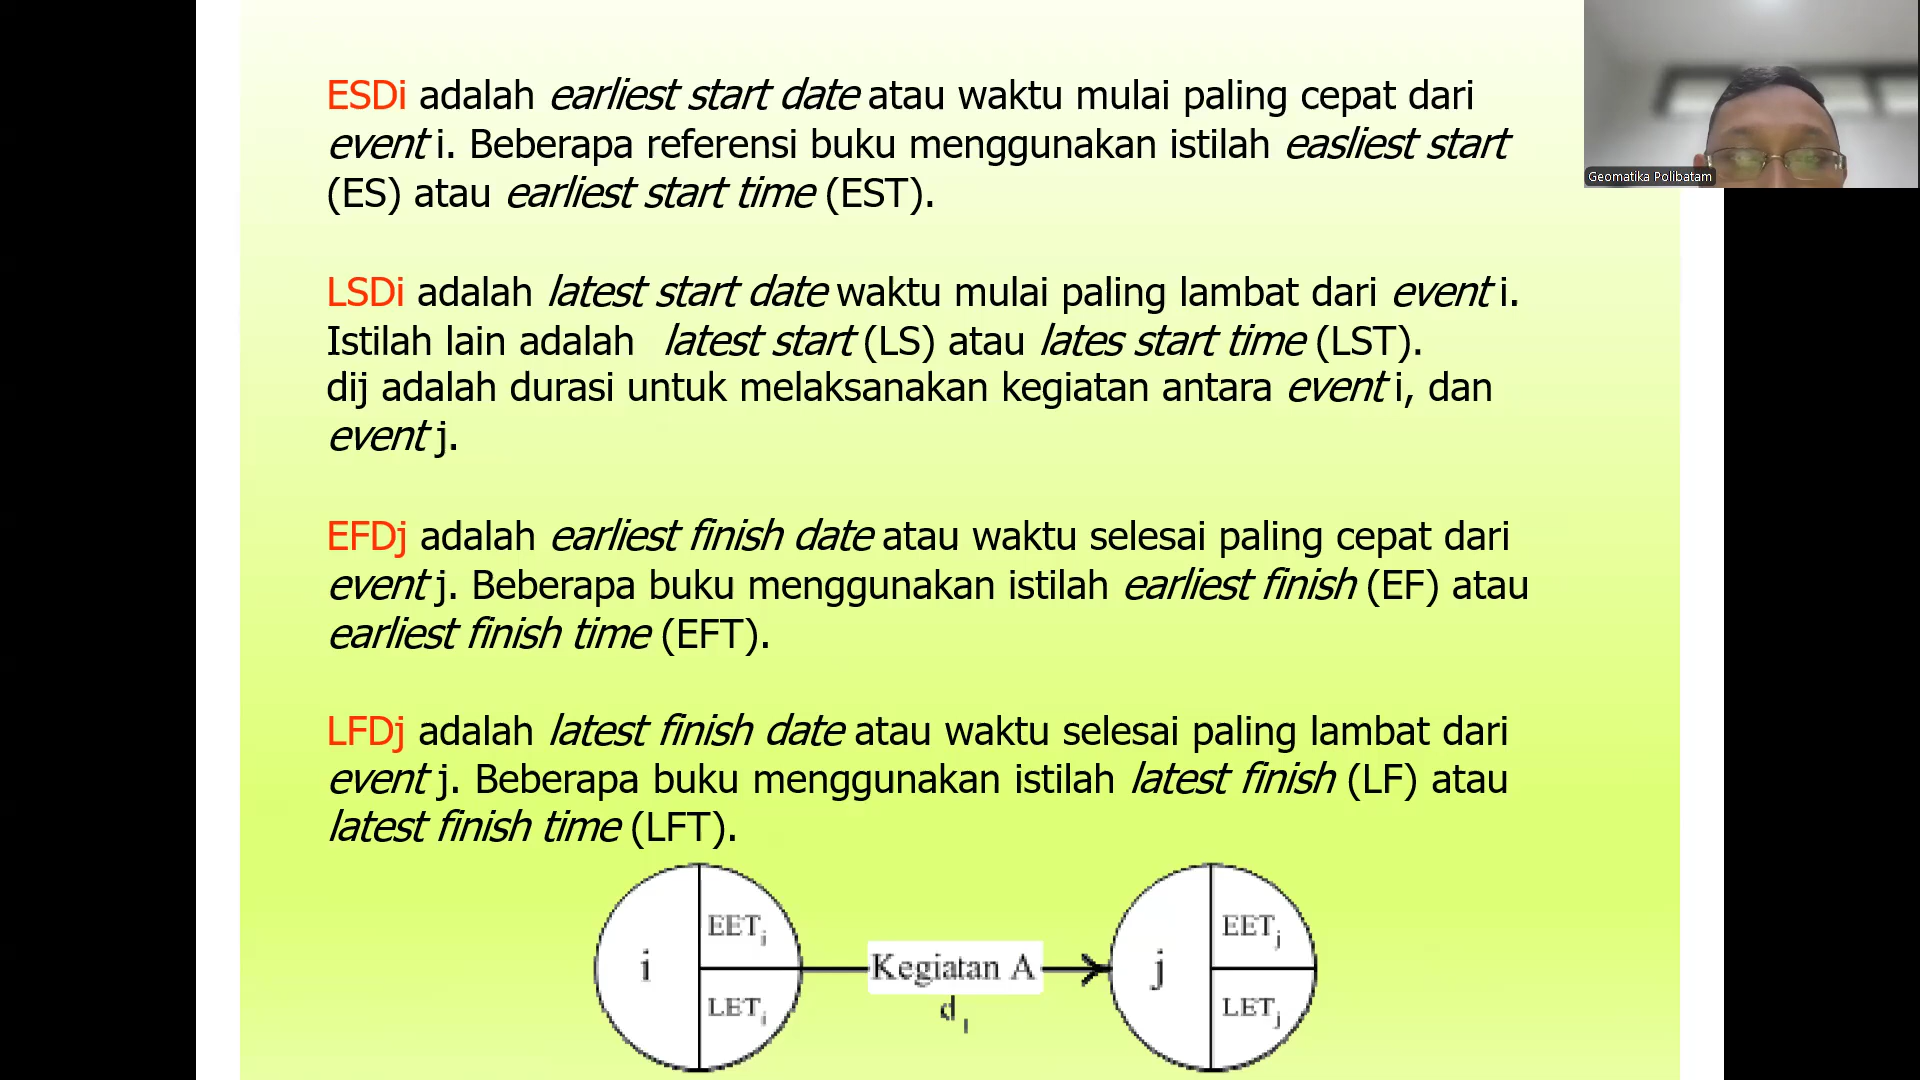 ESDi adalah earliest start date atau waktu mulai paling cepat dari
event i. Beberapa referensi buku menggunakan istilah easliest start
(ES) atau earliest start time (EST).
LSDi adalah latest start date waktu mulai paling lambat dari event i.
Istilah lain adalah latest start (LS) atau lates start time (LST).
dij adalah durasi untuk melaksanakan kegiatan antara event i, dan
event j.
EFDj adalah earliest finish date atau waktu selesai paling cepat dari
event j. Beberapa buku menggunakan istilah earliest finish (EF) atau
earliest finish time (EFT).
LFDj adalah latest finish date atau waktu selesai paling lambat dari
event j. Beberapa buku menggunakan istilah latest finish (LF) atau
latest finish time (LFT).
i
EETi
LETi
Kegiatan A
d i
j
EETj
LETj
Geomatika Polibatam